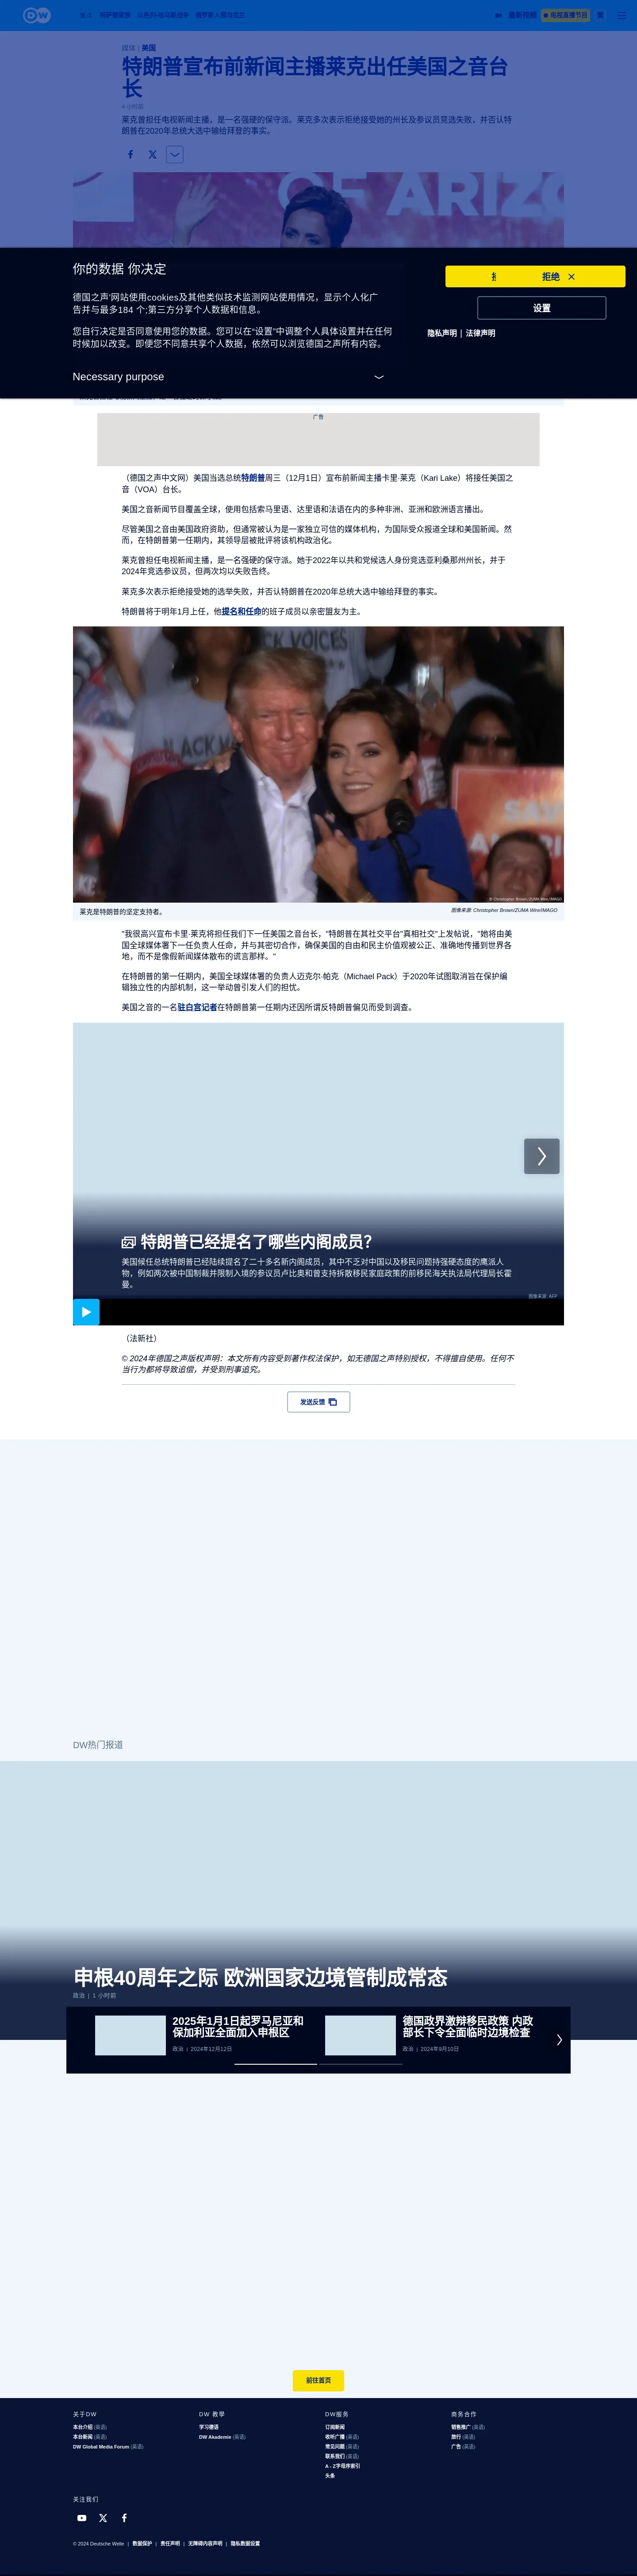 DW
焦点 阿萨德家族 以色列-哈马斯战争 俄罗斯入侵乌克兰
最新视频 电视直播节目 繁
媒体 | 美国
特朗普宣布前新闻主播莱克出任美国之音台
长
4 小时前
莱克曾担任电视新闻主播，是一名强硬的保守派。莱克多次表示拒绝接受她的州长及参议员竞选失败，并否认特
朗普在2020年总统大选中输给拜登的事实。
OF ARIZO
你的数据 你决定
德国之声'网站使用cookies及其他类似技术监测网站使用情况，显示个人化广
告并与最多184 个;第三方分享个人数据和信息。
您自行决定是否同意使用您的数据。您可以在“设置”中调整个人具体设置并在任何
时候加以改变。即便您不同意共享个人数据，依然可以浏览德国之声所有内容。
拒绝
设置
隐私声明 | 法律声明
Necessary purpose
广告
（德国之声中文网）美国当选总统特朗普周三（12月1日）宣布前新闻主播卡里·莱克（Kari Lake）将接任美国之
音（VOA）台长。
美国之音新闻节目覆盖全球，使用包括索马里语、达里语和法语在内的多种非洲、亚洲和欧洲语言播出。
尽管美国之音由美国政府资助，但通常被认为是一家独立可信的媒体机构，为国际受众报道全球和美国新闻。然
而，在特朗普第一任期内，其领导层被批评将该机构政治化。
莱克曾担任电视新闻主播，是一名强硬的保守派。她于2022年以共和党候选人身份竞选亚利桑那州州长，并于
2024年竞选参议员，但两次均以失败告终。
莱克多次表示拒绝接受她的选举失败，并否认特朗普在2020年总统大选中输给拜登的事实。
特朗普将于明年1月上任，他提名和任命的班子成员以亲密盟友为主。
VOICES
BLACK
SAV
AMERI
© Christopher Brown/ZUMA Wire/IMAGO
莱克是特朗普的坚定支持者。
图像来源: Christopher Brown/ZUMA Wire/IMAGO
"我很高兴宣布卡里·莱克将担任我们下一任美国之音台长，"特朗普在其社交平台"真相社交"上发帖说，"她将由美
国全球媒体署下一任负责人任命，并与其密切合作，确保美国的自由和民主价值观被公正、准确地传播到世界各
地，而不是像假新闻媒体散布的谎言那样。"
在特朗普的第一任期内，美国全球媒体署的负责人迈克尔·帕克（Michael Pack）于2020年试图取消旨在保护编
辑独立性的内部机制，这一举动曾引发人们的担忧。
美国之音的一名驻白宫记者在特朗普第一任期内还因所谓反特朗普偏见而受到调查。
特朗普已经提名了哪些内阁成员？
美国候任总统特朗普已经陆续提名了二十多名新内阁成员，其中不乏对中国以及移民问题持强硬态度的鹰派人
物，例如两次被中国制裁并限制入境的参议员卢比奥和曾支持拆散移民家庭政策的前移民海关执法局代理局长霍
曼。
图像来源: AFP
（法新社）
© 2024年德国之声版权声明：本文所有内容受到著作权法保护，如无德国之声特别授权，不得擅自使用。任何不
当行为都将导致追偿，并受到刑事追究。
发送反馈
DW热门报道
申根40周年之际 欧洲国家边境管制成常态
政治 | 1 小时前
2025年1月1日起罗马尼亚和
保加利亚全面加入申根区
政治 | 2024年12月12日
德国政界激辩移民政策 内政
部长下令全面临时边境检查
政治 | 2024年9月10日
前往首页
关于DW
本台介绍 (英语)
本台新闻 (英语)
DW Global Media Forum (英语)
DW 教學
学习德语
DW Akademie (英语)
DW服务
订阅新闻
收听广播 (英语)
常见问题 (英语)
联系我们 (英语)
A - Z字母序索引
头条
商务合作
销售推广 (英语)
旅行 (英语)
广告 (英语)
关注我们
© 2024 Deutsche Welle | 数据保护 | 责任声明 | 无障碍内容声明 | 隐私数据设置